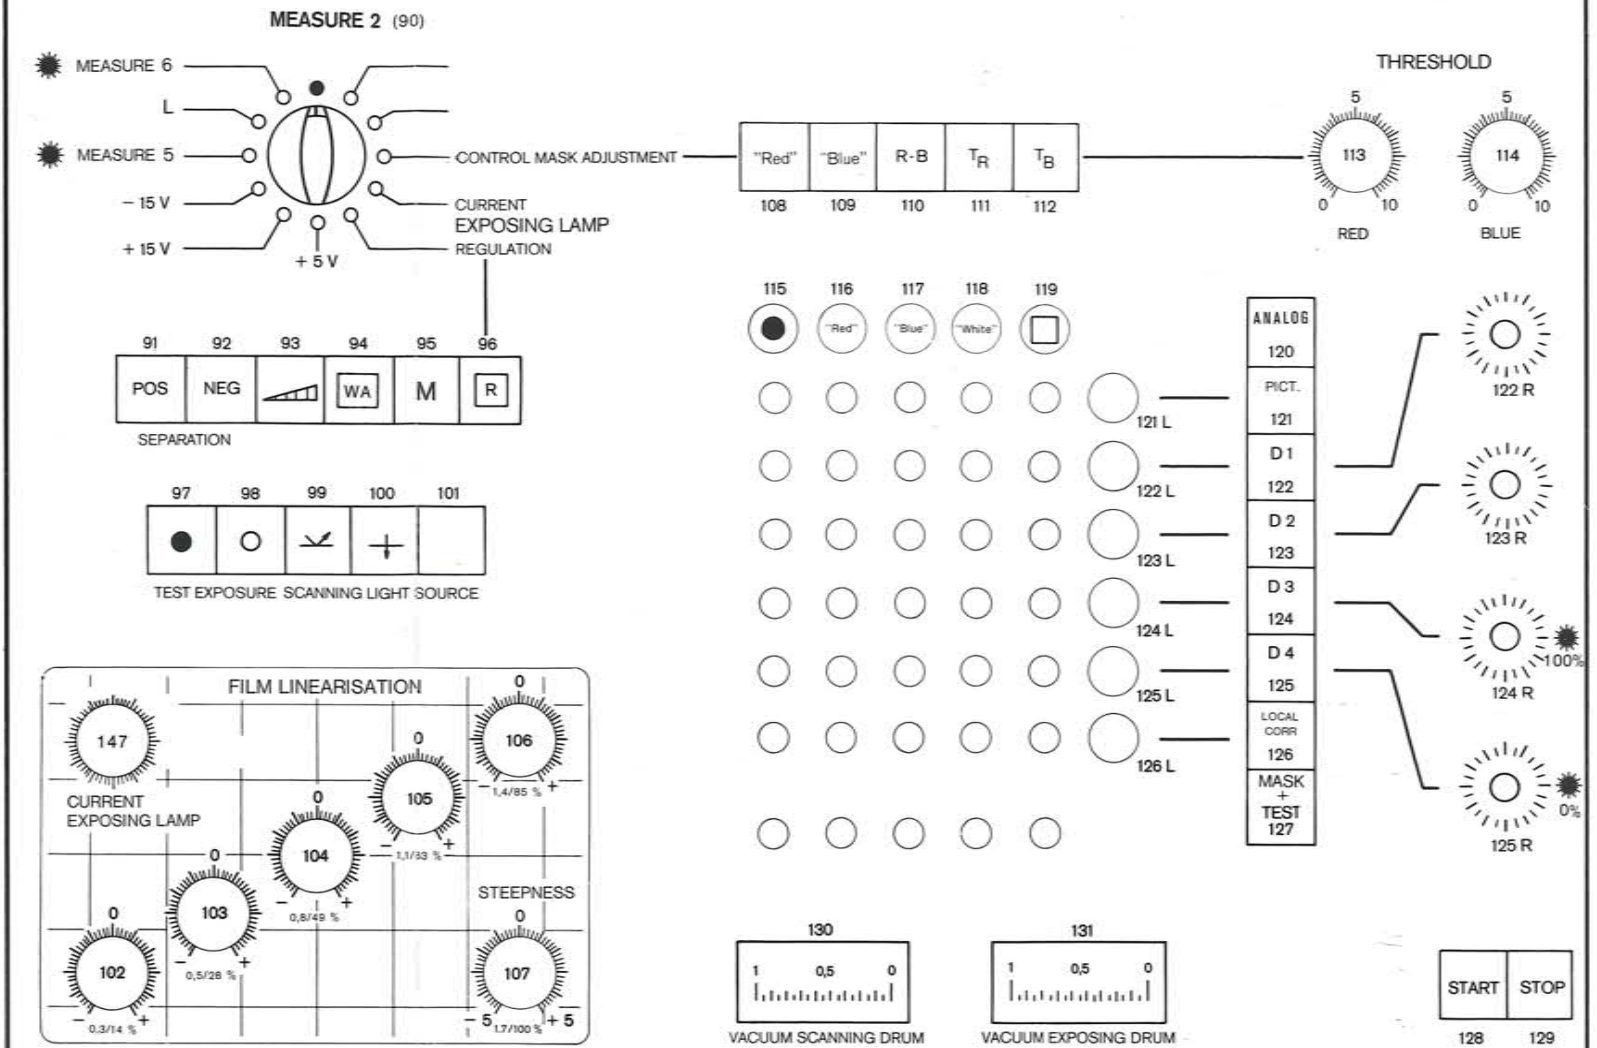 MEASURE 2 (90)
MEASURE 6
L
MEASURE 5
– 15 V
+ 15 V
+ 5 V
CONTROL MASK ADJUSTMENT
CURRENT
EXPOSING LAMP
REGULATION
"Red" "Blue" R-B TR TB
108 109 110 111 112
THRESHOLD
5 5
113 114
0 10 0 10
RED BLUE
91 92 93 94 95 96
POS NEG WA M R
SEPARATION
97 98 99 100 101
TEST EXPOSURE SCANNING LIGHT SOURCE
115 116 117 118 119
"Red" "Blue" "White"
121 L
122 L
123 L
124 L
125 L
126 L
ANALOG
120
PICT.
121
D 1
122
D 2
123
D 3
124
D 4
125
LOCAL
CORR
126
MASK
+
TEST
127
122 R
123 R
100%
124 R
0%
125 R
FILM LINEARISATION
147
CURRENT
EXPOSING LAMP
0
106
– 1,4/85 % +
0
105
– 1,1/63 % +
0
104
– 0,8/49 % +
0
103
– 0,5/28 % +
0
102
– 0,3/14 % +
STEEPNESS
0
107
– 5 1.7/100 % + 5
130
1 0,5 0
VACUUM SCANNING DRUM
131
1 0,5 0
VACUUM EXPOSING DRUM
START STOP
128 129